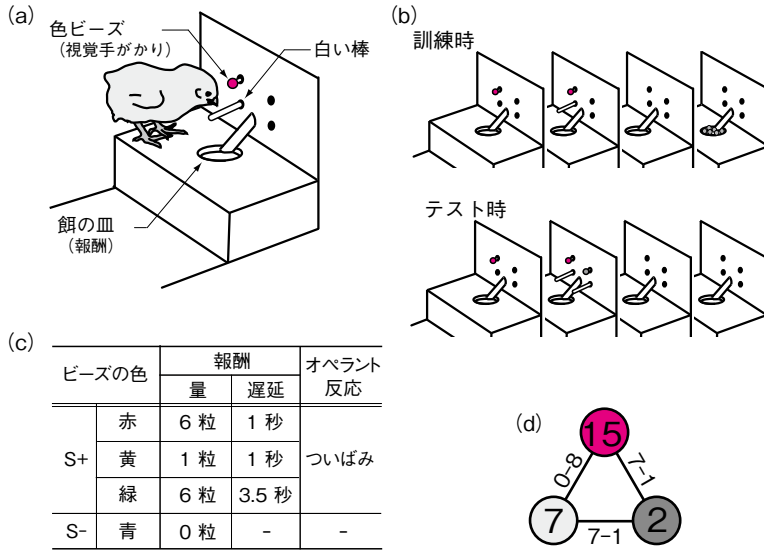 (a)
色ビーズ
(視覚手がかり)
白い棒
餌の皿
(報酬)
(b)
訓練時
テスト時
(c)
ビーズの色 報酬 オペラント反応
量 遅延
S+ 赤 6 粒 1 秒 ついばみ
黄 1 粒 1 秒
緑 6 粒 3.5 秒
S- 青 0 粒 - -
(d)
15
0-8
7-1
7
2
7-1